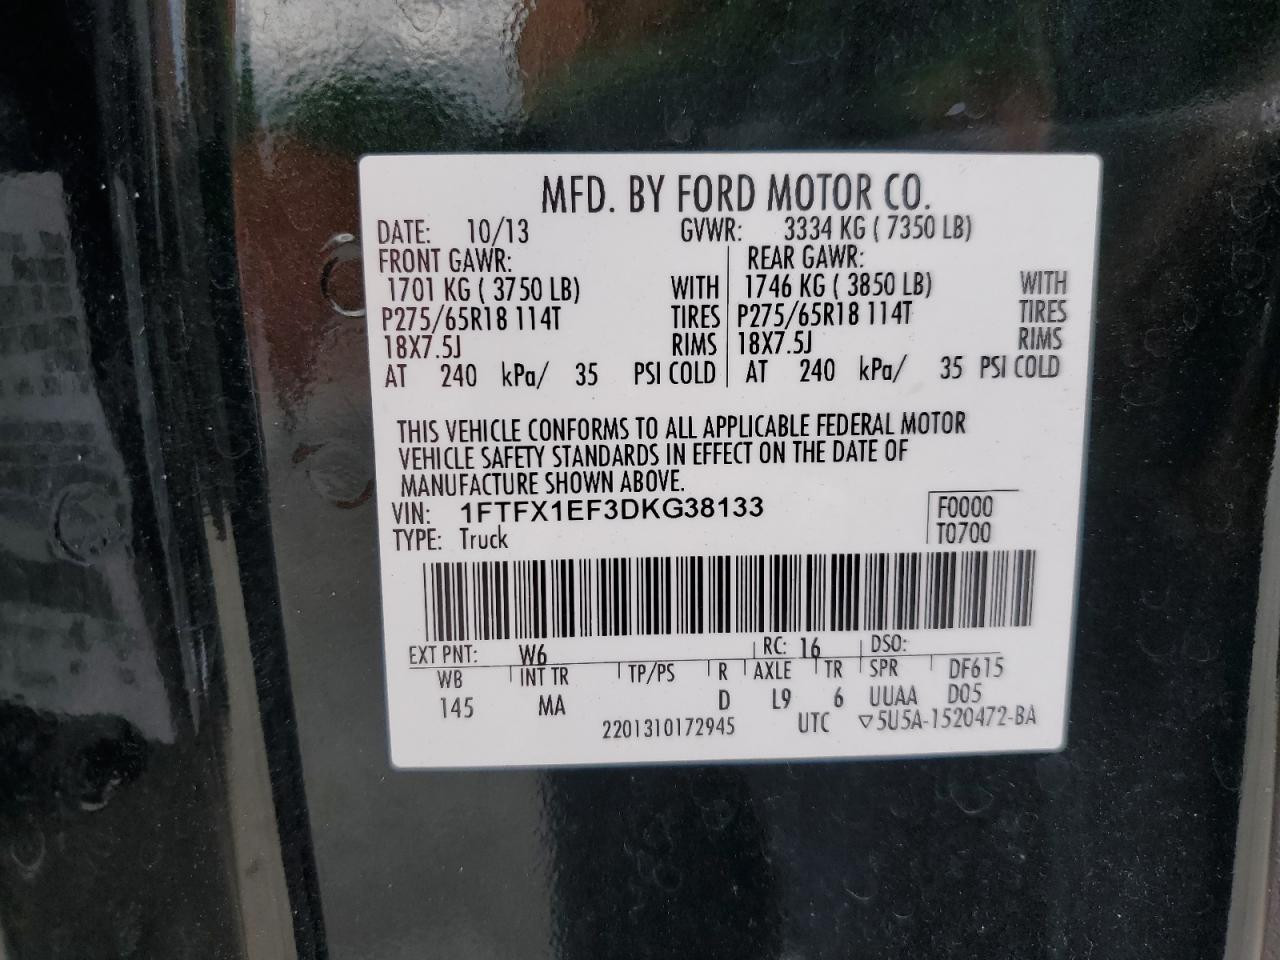 MFD. BY FORD MOTOR CO.
DATE: 10/13 GVWR: 3334 KG ( 7350 LB)
FRONT GAWR: REAR GAWR:
1701 KG ( 3750 LB) WITH 1746 KG ( 3850 LB) WITH
P275/65R18 114T TIRES P275/65R18 114T TIRES
18X7.5J RIMS 18X7.5J RIMS
AT 240 kPa/ 35 PSI COLD AT 240 kPa/ 35 PSI COLD
THIS VEHICLE CONFORMS TO ALL APPLICABLE FEDERAL MOTOR
VEHICLE SAFETY STANDARDS IN EFFECT ON THE DATE OF
MANUFACTURE SHOWN ABOVE.
VIN: 1FTFX1EF3DKG38133 F0000
TYPE: Truck T0700
EXT PNT: W6 RC: 16 DSO:
WB INT TR TP/PS R AXLE TR SPR DF615
145 MA D L9 6 UUAA D05
2201310172945 UTC ▽5U5A-1520472-BA